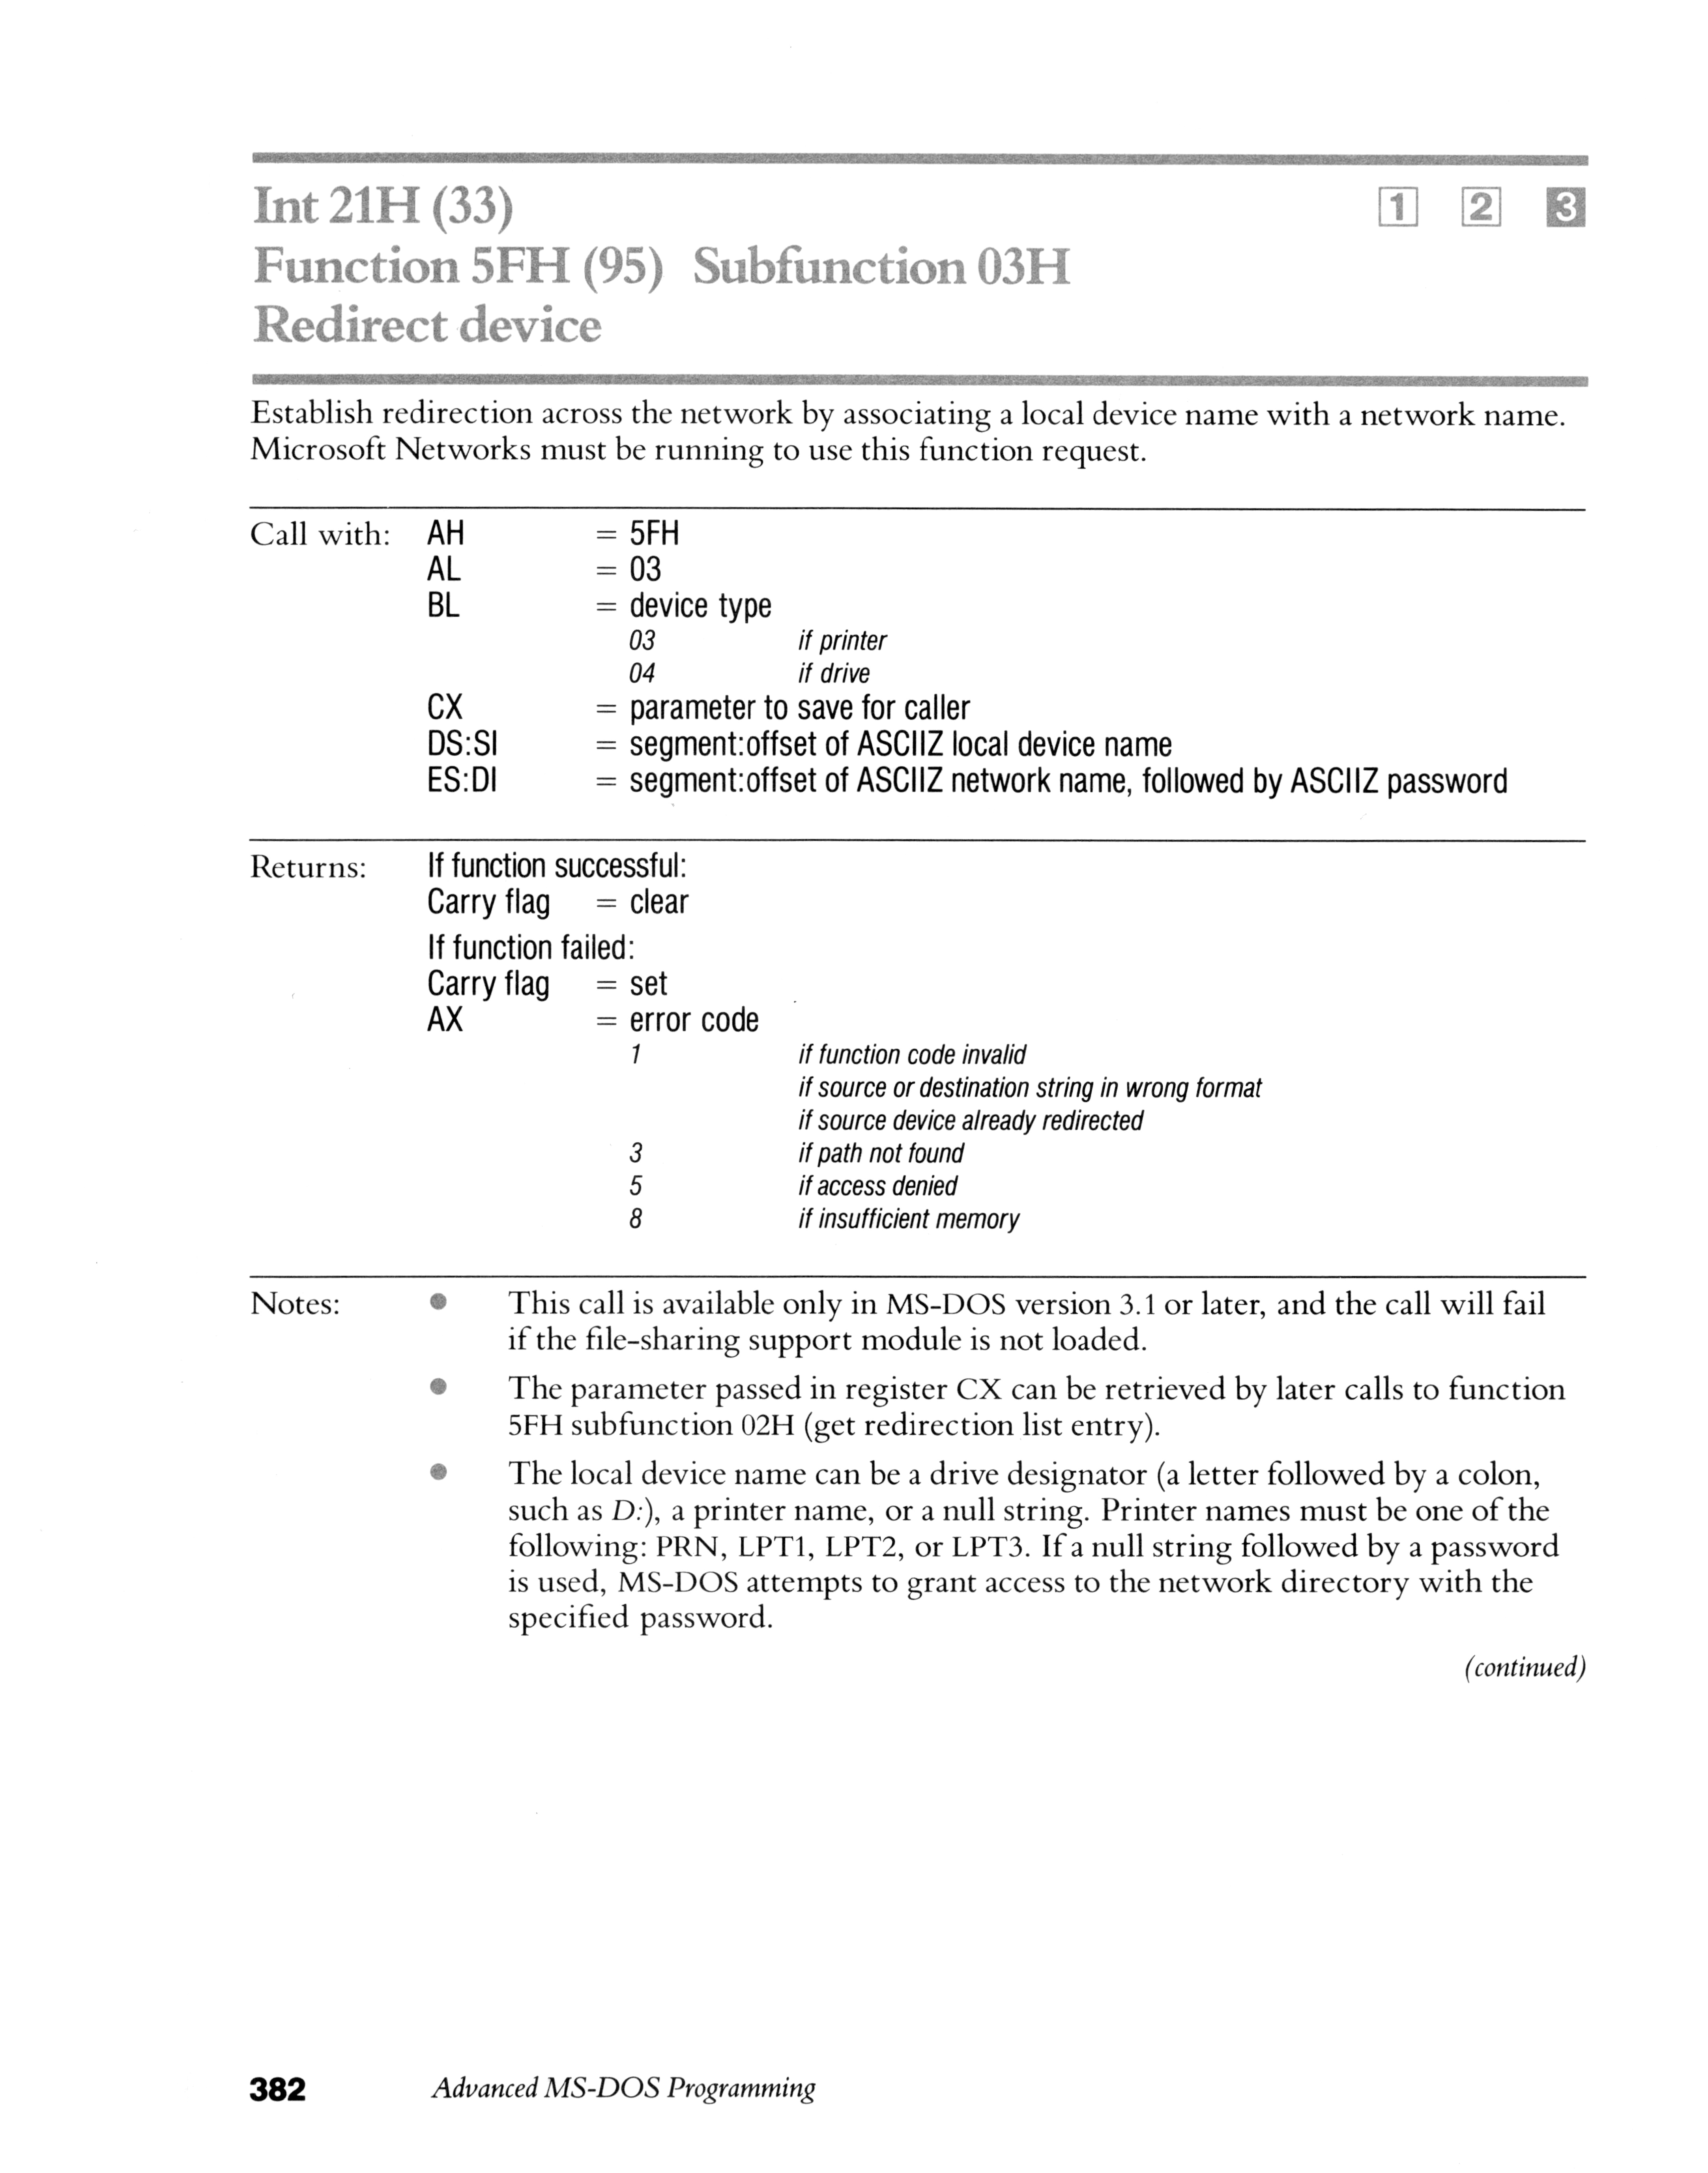 Int 21H (33) 1 2 3
Function 5FH (95) Subfunction 03H
Redirect device
Establish redirection across the network by associating a local device name with a network name.
Microsoft Networks must be running to use this function request.
Call with: AH = 5FH
AL = 03
BL = device type
03 if printer
04 if drive
CX = parameter to save for caller
DS:SI = segment:offset of ASCIIZ local device name
ES:DI = segment:offset of ASCIIZ network name, followed by ASCIIZ password
Returns: If function successful:
Carry flag = clear
If function failed:
Carry flag = set
AX = error code
1 if function code invalid
if source or destination string in wrong format
if source device already redirected
3 if path not found
5 if access denied
8 if insufficient memory
Notes: ● This call is available only in MS-DOS version 3.1 or later, and the call will fail
if the file-sharing support module is not loaded.
● The parameter passed in register CX can be retrieved by later calls to function
5FH subfunction 02H (get redirection list entry).
● The local device name can be a drive designator (a letter followed by a colon,
such as D:), a printer name, or a null string. Printer names must be one of the
following: PRN, LPT1, LPT2, or LPT3. If a null string followed by a password
is used, MS-DOS attempts to grant access to the network directory with the
specified password.
(continued)
382 Advanced MS-DOS Programming